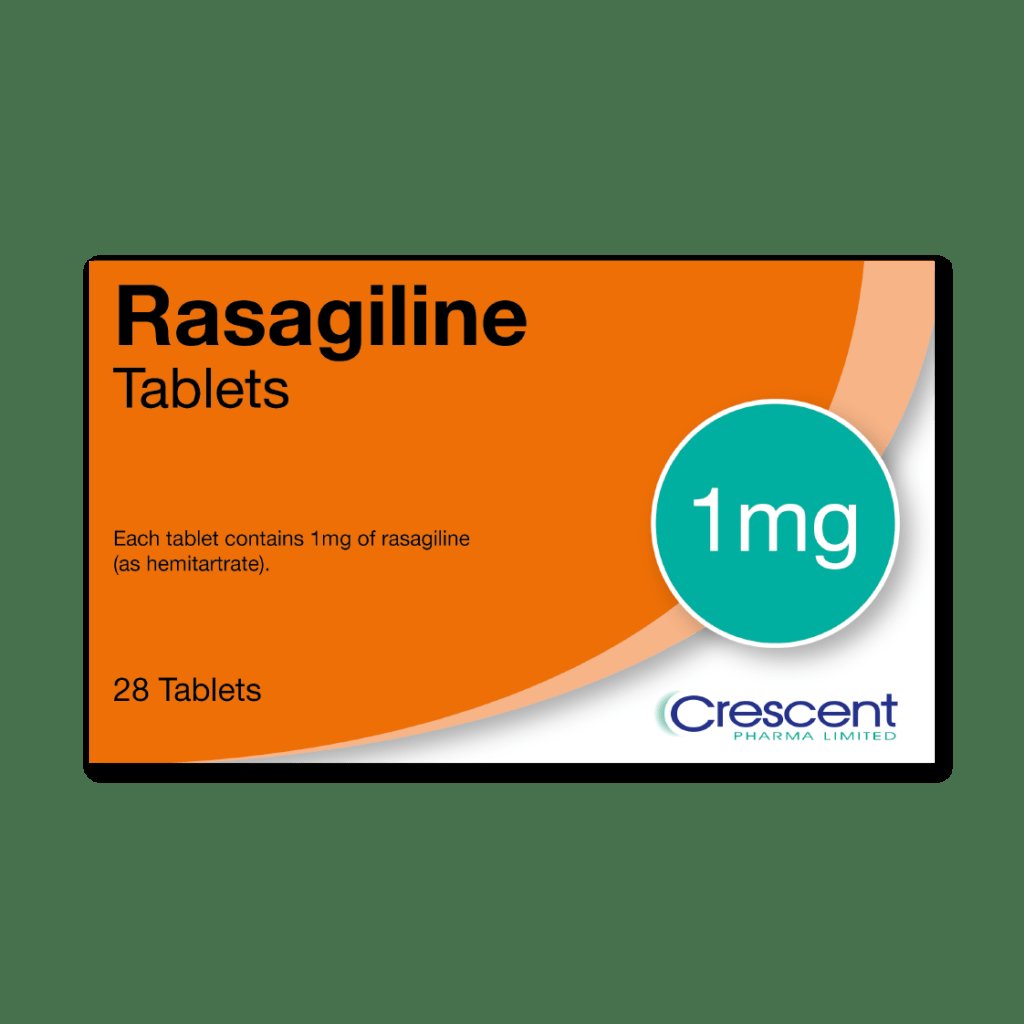 Rasagiline
Tablets
Each tablet contains 1mg of rasagiline
(as hemitartrate).
1mg
28 Tablets
Crescent
PHARMA LIMITED